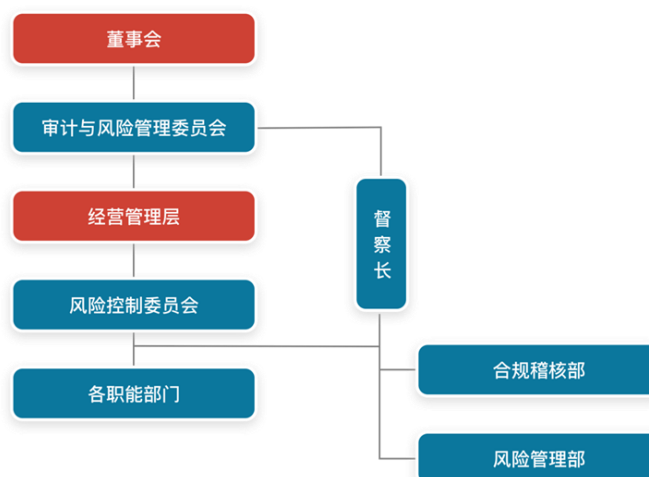 董事会
审计与风险管理委员会
经营管理层
督察长
风险控制委员会
各职能部门
合规稽核部
风险管理部